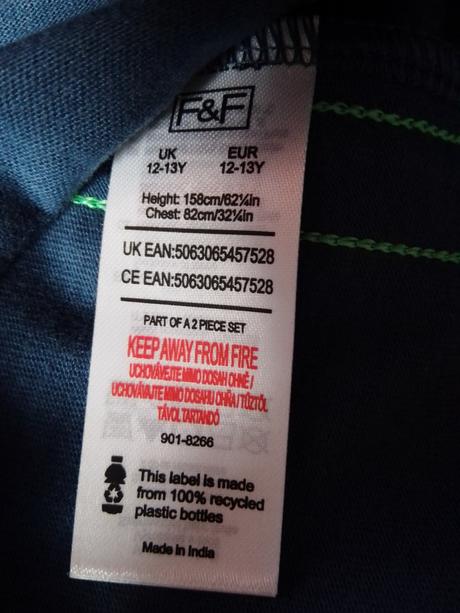 F&F
UK EUR
12-13Y 12-13Y
Height: 158cm/62¼in
Chest: 82cm/32¼in
UK EAN:5063065457528
CE EAN:5063065457528
PART OF A 2 PIECE SET
KEEP AWAY FROM FIRE
UCHOVÁVEJTE MIMO DOSAH OHNĚ /
UCHOVÁVAJTE MIMO DOSAHU OHŇA / TŰZTŐL
TÁVOL TARTANDÓ
901-8266
This label is made
from 100% recycled
plastic bottles
Made in India